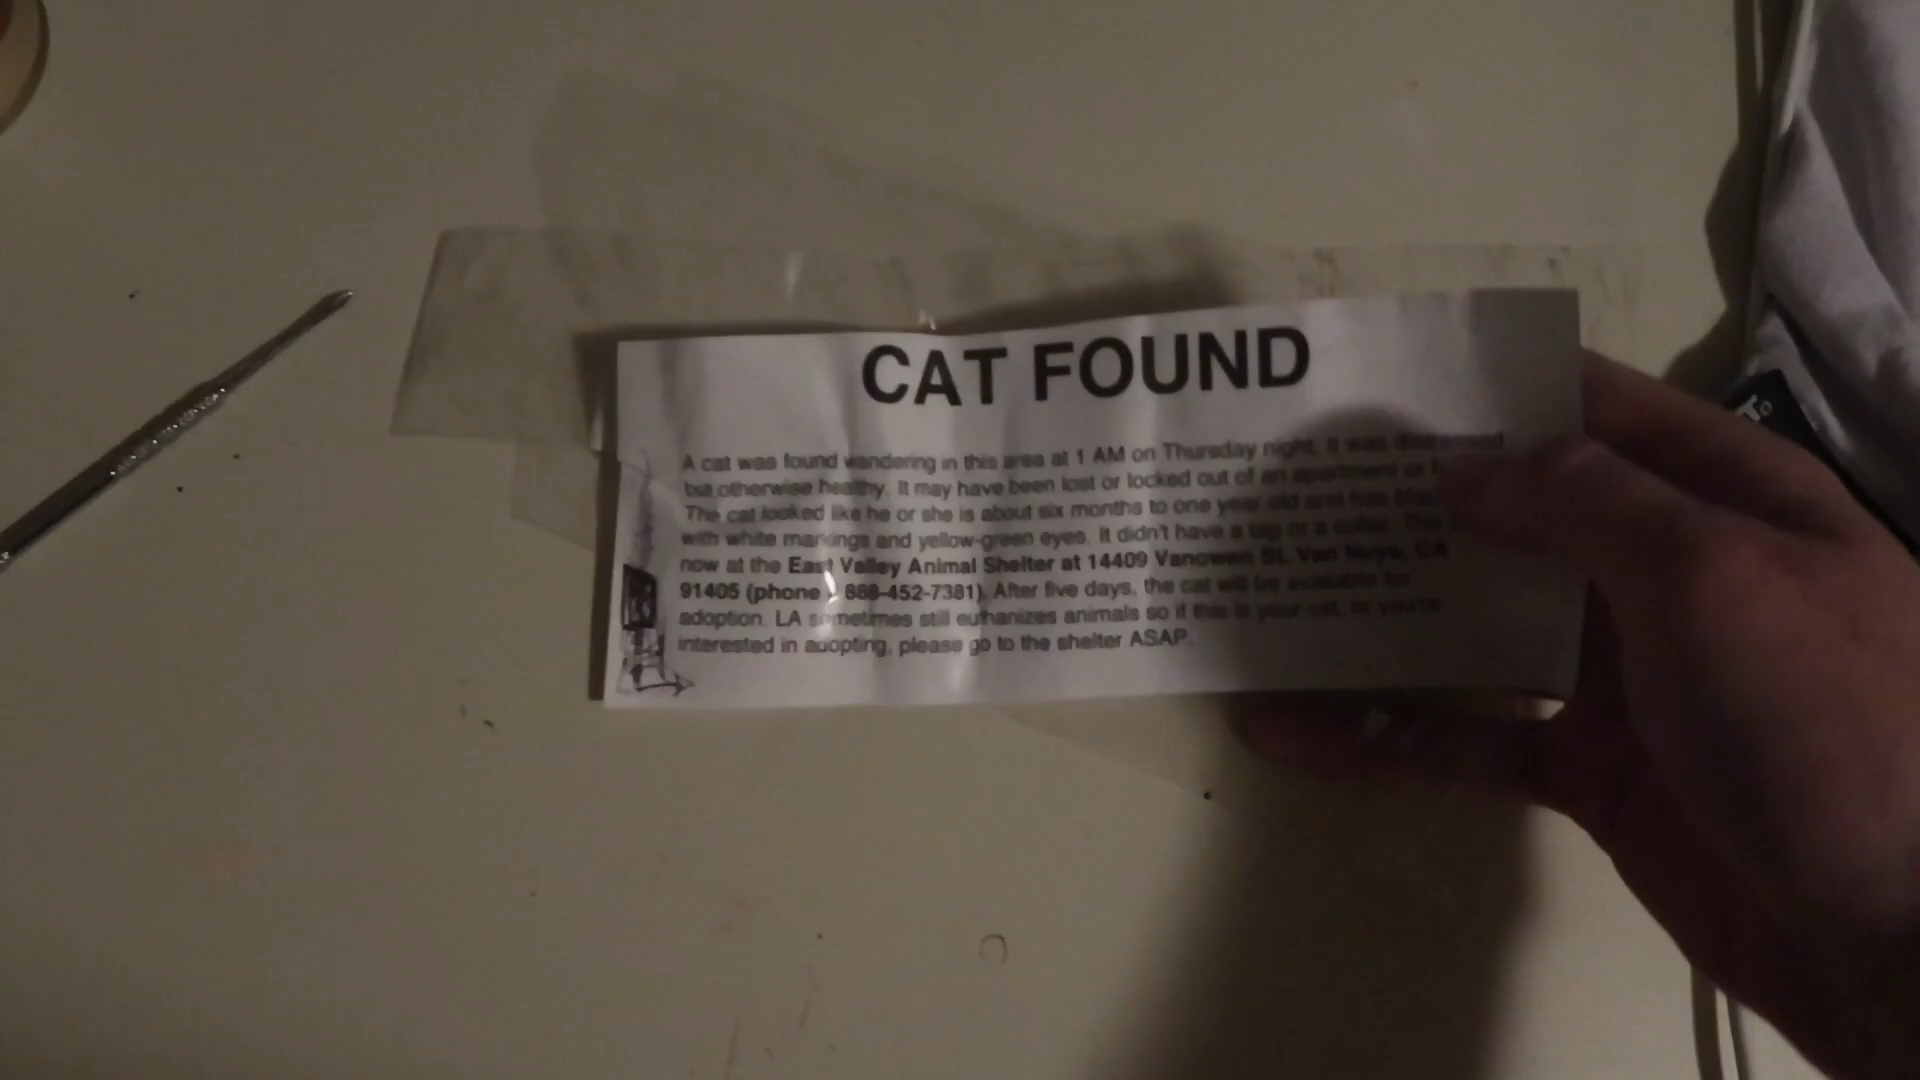 CAT FOUND
A cat was found wandering in this area at 1 AM on Thursday night. It was distressed
but otherwise healthy. It may have been lost or locked out of an apartment or
The cat looked like he or she is about six months to one year old and has
with white markings and yellow-green eyes. It didn't have a tag or a collar. This
now at the East Valley Animal Shelter at 14409 Vanowen St. Van Nuys, CA
91405 (phone 888-452-7381). After five days, the cat will be available for
adoption. LA sometimes still euthanizes animals so if this is your cat, or you're
interested in adopting, please go to the shelter ASAP.